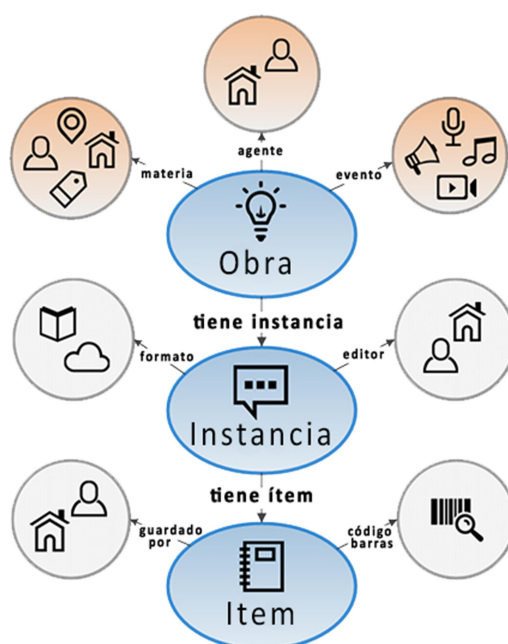 agente
materia
evento
Obra
tiene instancia
formato
editor
Instancia
tiene ítem
guardado
por
código
barras
Item